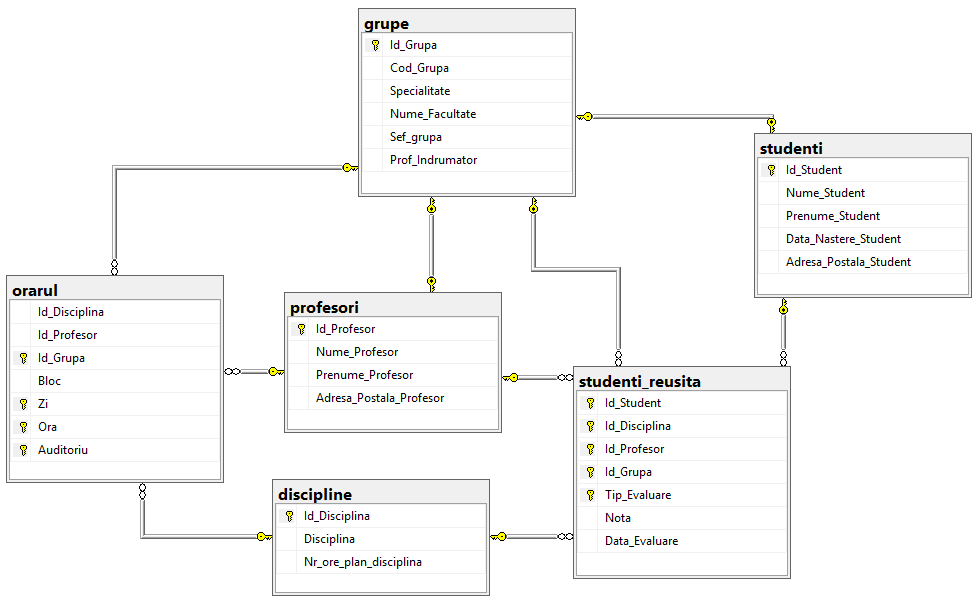 grupe
Id_Grupa
Cod_Grupa
Specialitate
Nume_Facultate
Sef_grupa
Prof_Indrumator
studenti
Id_Student
Nume_Student
Prenume_Student
Data_Nastere_Student
Adresa_Postala_Student
orarul
Id_Disciplina
Id_Profesor
Id_Grupa
Bloc
Zi
Ora
Auditoriu
profesori
Id_Profesor
Nume_Profesor
Prenume_Profesor
Adresa_Postala_Profesor
studenti_reusita
Id_Student
Id_Disciplina
Id_Profesor
Id_Grupa
Tip_Evaluare
Nota
Data_Evaluare
discipline
Id_Disciplina
Disciplina
Nr_ore_plan_disciplina